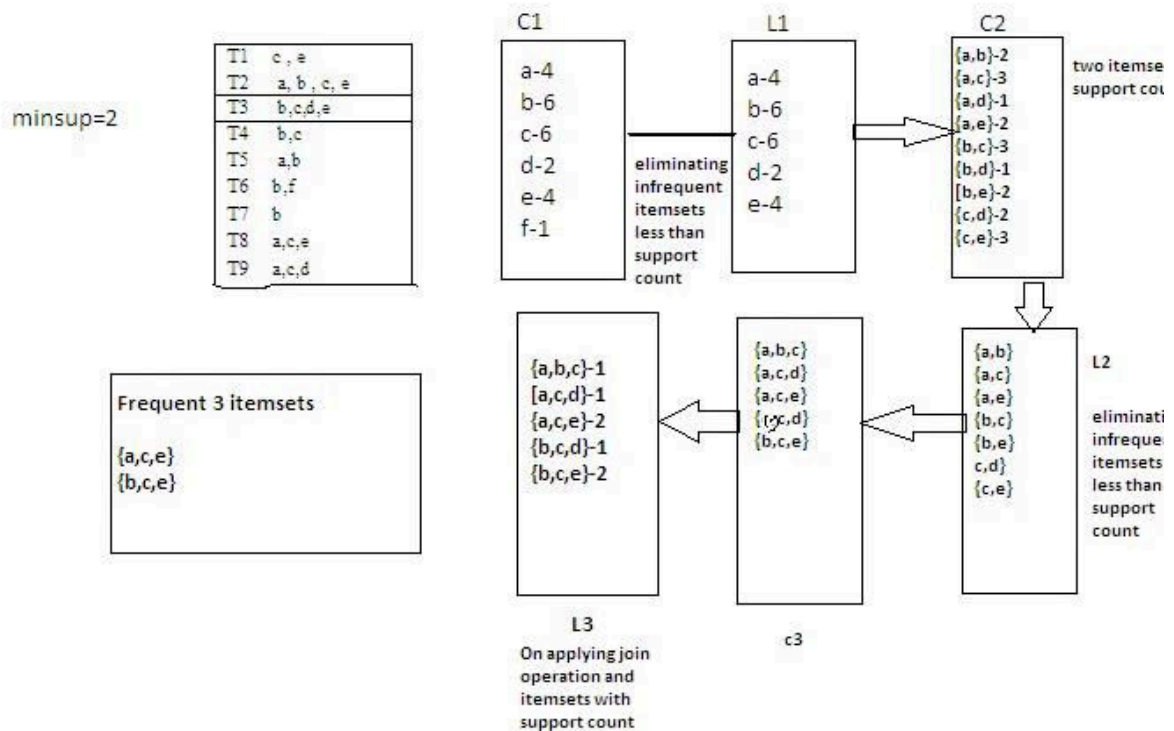 minsup=2
T1 c , e
T2 a, b , c, e
T3 b,c,d,e
T4 b,c
T5 a,b
T6 b,f
T7 b
T8 a,c,e
T9 a,c,d
C1
a-4
b-6
c-6
d-2
e-4
f-1
eliminating
infrequent
itemsets
less than
support
count
L1
a-4
b-6
c-6
d-2
e-4
C2
{a,b}-2
{a,c}-3
{a,d}-1
{a,e}-2
{b,c}-3
{b,d}-1
[b,e}-2
{c,d}-2
{c,e}-3
two itemse
support cou
L2
{a,b}
{a,c}
{a,e}
{b,c}
{b,e}
c,d}
{c,e}
eliminati
infreque
itemsets
less than
support
count
{a,b,c}
{a,c,d}
{a,c,e}
c,d}
{b,c,e}
c3
{a,b,c}-1
[a,c,d}-1
{a,c,e}-2
{b,c,d}-1
{b,c,e}-2
L3
On applying join
operation and
itemsets with
support count
Frequent 3 itemsets
{a,c,e}
{b,c,e}